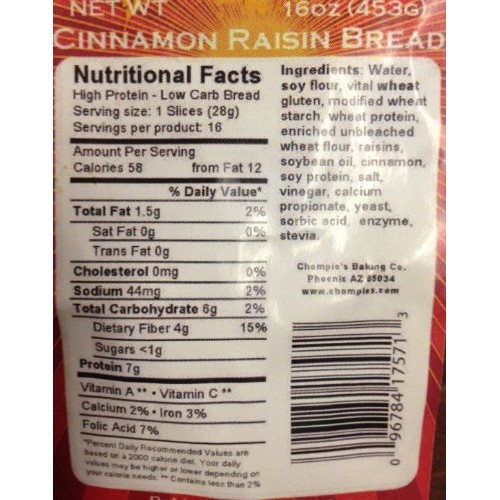 NET WT 16oz (453G)
CINNAMON RAISIN BREAD
Nutritional Facts
High Protein - Low Carb Bread
Serving size: 1 Slices (28g)
Servings per product: 16
Amount Per Serving
Calories 58 from Fat 12
% Daily Value*
Total Fat 1.5g 2%
Sat Fat 0g 0%
Trans Fat 0g
Cholesterol 0mg 0%
Sodium 44mg 2%
Total Carbohydrate 6g 2%
Dietary Fiber 4g 15%
Sugars <1g
Protein 7g
Vitamin A ** • Vitamin C **
Calcium 2% • Iron 3%
Folic Acid 7%
*Percent Daily Recommended Values are
based on a 2000 calorie diet. Your daily
values may be higher or lower depending on
your calorie needs. ** Contains less than 2%
Ingredients: Water,
soy flour, vital wheat
gluten, modified wheat
starch, wheat protein,
enriched unbleached
wheat flour, raisins,
soybean oil, cinnamon,
soy protein, salt,
vinegar, calcium
propionate, yeast,
sorbic acid, enzyme,
stevia.
Chompie's Baking Co.
Phoenix AZ 85034
www.chompies.com
0 96784 17571 3